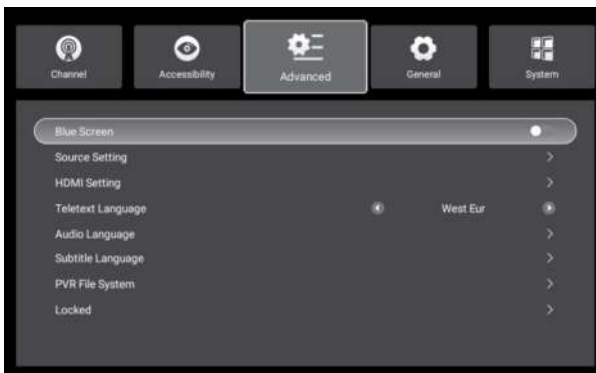 Channel
Accessibility
Advanced
General
System
Blue Screen
Source Setting
HDMI Setting
Teletext Language West Eur
Audio Language
Subtitle Language
PVR File System
Locked